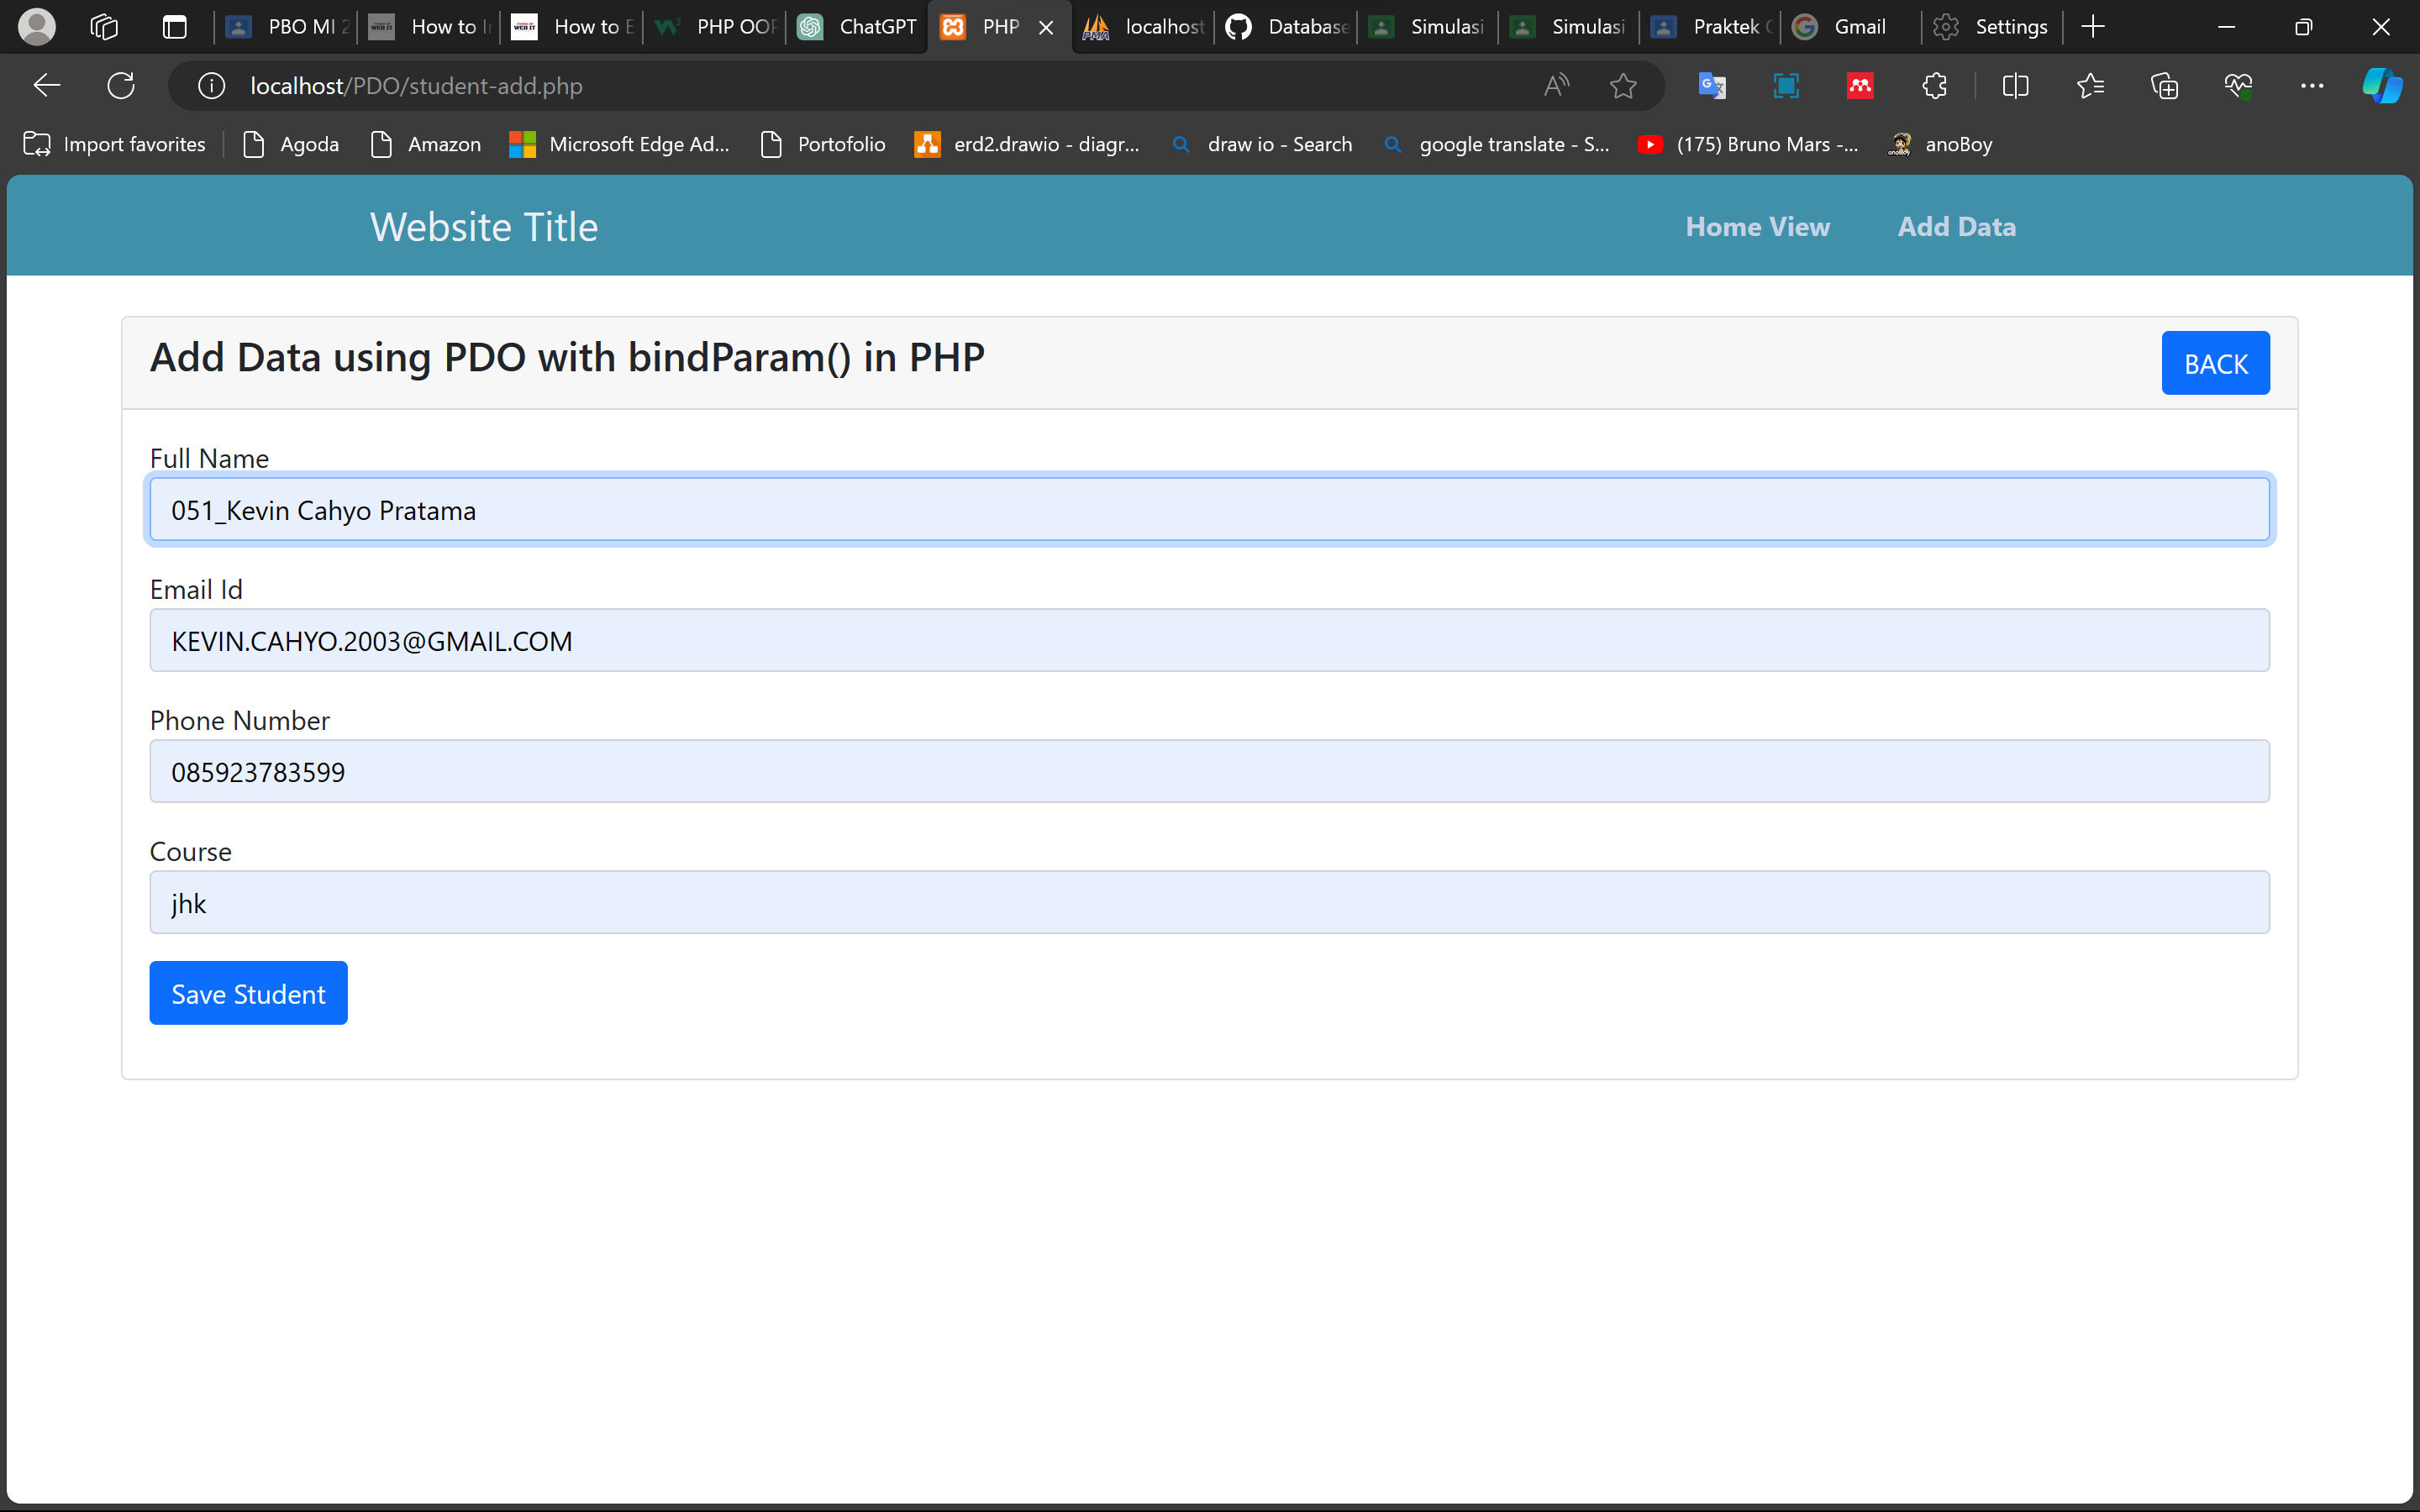 PBO MI 2 How to I How to E PHP OOP ChatGPT PHP localhost Database Simulasi Simulasi Praktek Gmail Settings
localhost/PDO/student-add.php
Import favorites Agoda Amazon Microsoft Edge Ad... Portofolio erd2.drawio - diagr... draw io - Search google translate - S... (175) Bruno Mars -... anoBoy
Website Title Home View Add Data
Add Data using PDO with bindParam() in PHP BACK
Full Name
051_Kevin Cahyo Pratama
Email Id
KEVIN.CAHYO.2003@GMAIL.COM
Phone Number
085923783599
Course
jhk
Save Student